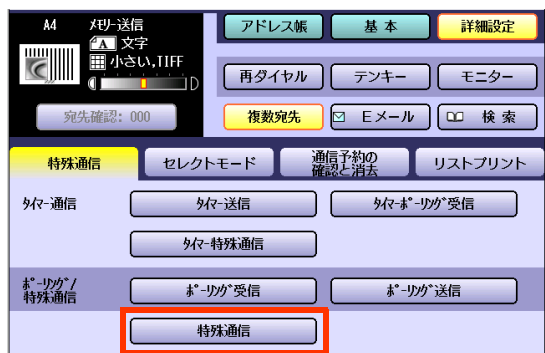 A4 ﾒﾓﾘｰ送信
A 文字
小さい,TIFF
D
宛先確認: 000
アドレス帳
基 本
詳細設定
再ダイヤル
テンキー
モニター
複数宛先
Eメール
検 索
特殊通信
セレクトモード
通信予約の
確認と消去
リストプリント
ﾀｲﾏｰ通信
ﾀｲﾏｰ送信
ﾀｲﾏｰﾎﾟｰﾘﾝｸﾞ受信
ﾀｲﾏｰ特殊通信
ﾎﾟｰﾘﾝｸﾞ/
特殊通信
ﾎﾟｰﾘﾝｸﾞ受信
ﾎﾟｰﾘﾝｸﾞ送信
特殊通信